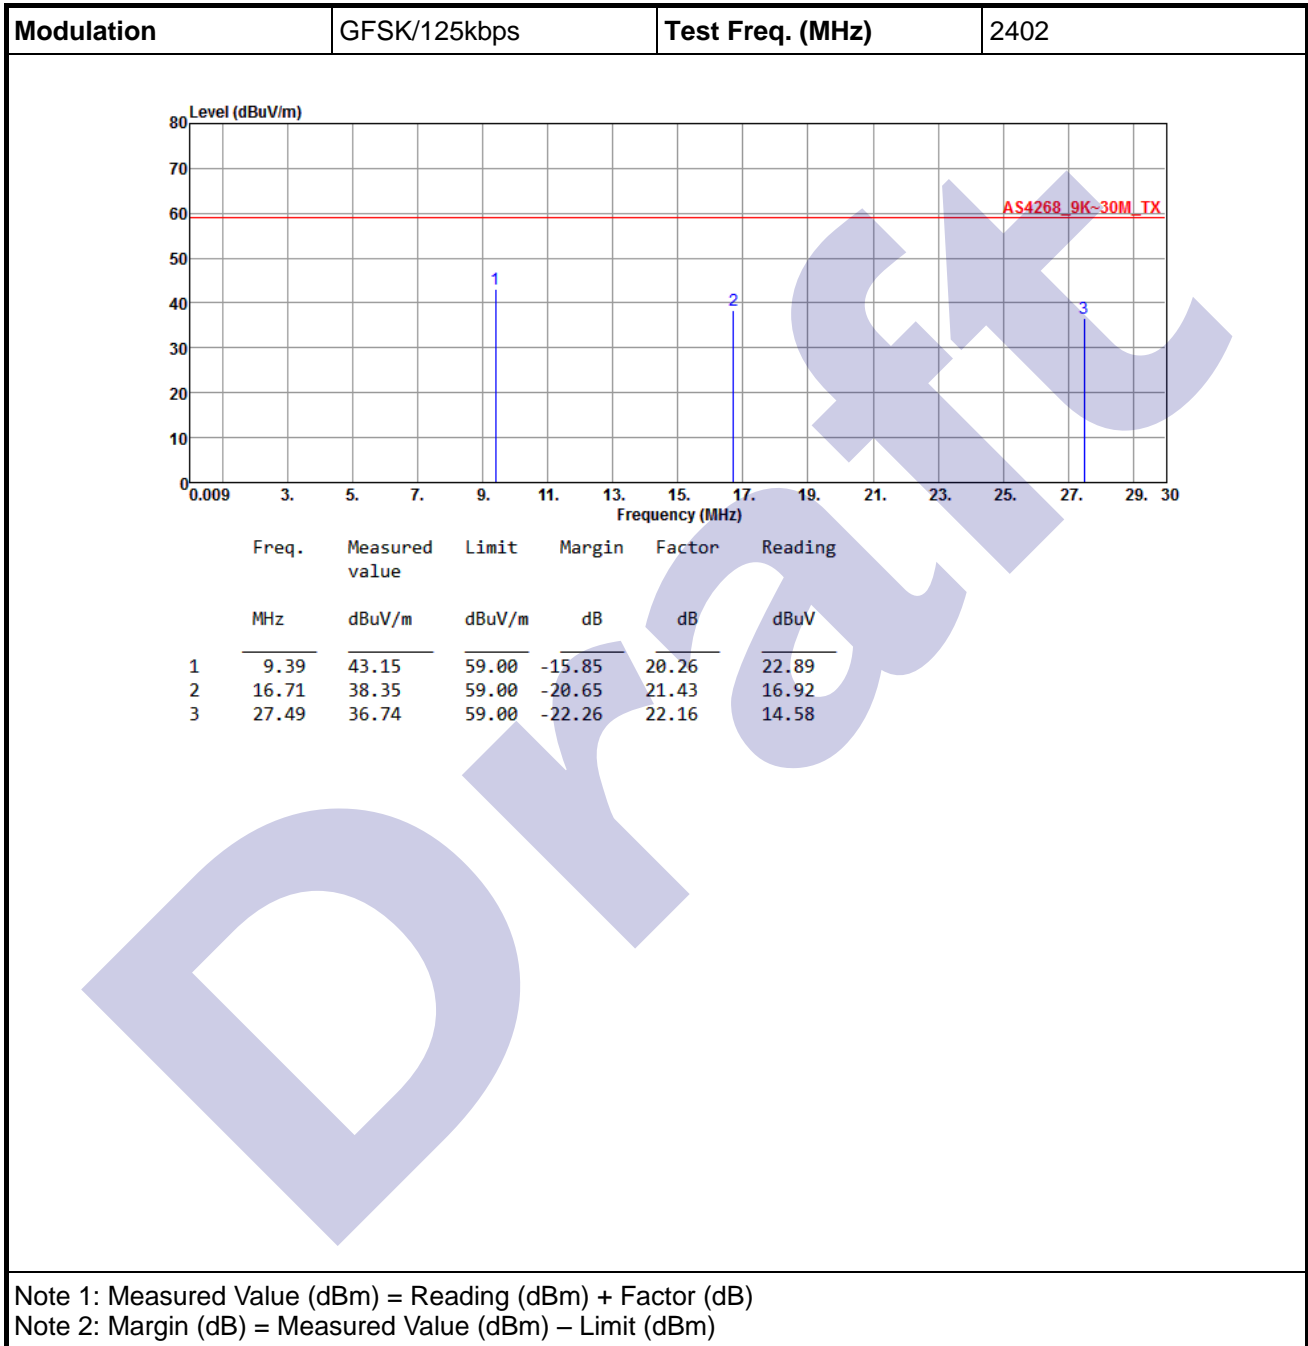 Modulation GFSK/125kbps Test Freq. (MHz) 2402
Level (dBuV/m)
80
70
60
50
40
30
20
10
0
AS4268_9K~30M_TX
1
2
3
0.009 3. 5. 7. 9. 11. 13. 15. 17. 19. 21. 23. 25. 27. 29. 30
Frequency (MHz)
Freq. Measured Limit Margin Factor Reading
value
MHz dBuV/m dBuV/m dB dB dBuV
1 9.39 43.15 59.00 -15.85 20.26 22.89
2 16.71 38.35 59.00 -20.65 21.43 16.92
3 27.49 36.74 59.00 -22.26 22.16 14.58
Draft
Note 1: Measured Value (dBm) = Reading (dBm) + Factor (dB)
Note 2: Margin (dB) = Measured Value (dBm) – Limit (dBm)